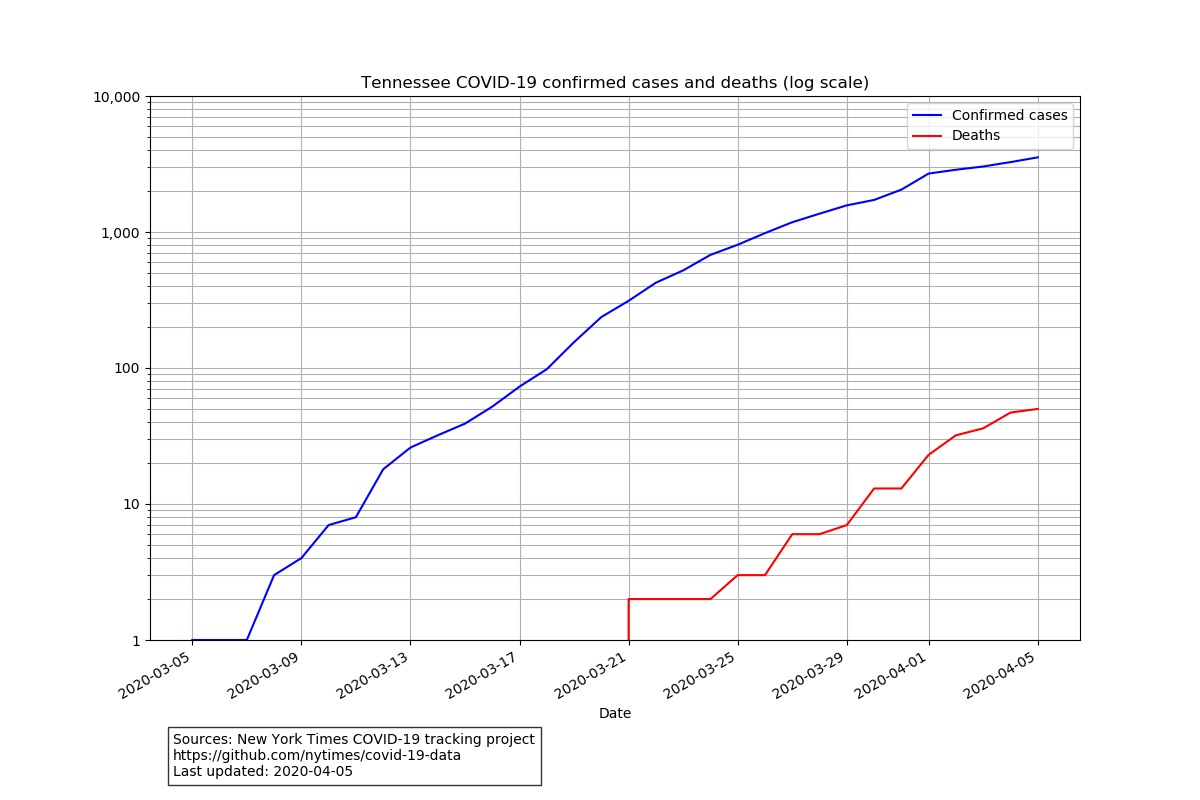 Tennessee COVID-19 confirmed cases and deaths (log scale)
10,000
1,000
100
10
1
Confirmed cases
Deaths
2020-03-05
2020-03-09
2020-03-13
2020-03-17
2020-03-21
2020-03-25
2020-03-29
2020-04-01
2020-04-05
Date
Sources: New York Times COVID-19 tracking project
https://github.com/nytimes/covid-19-data
Last updated: 2020-04-05